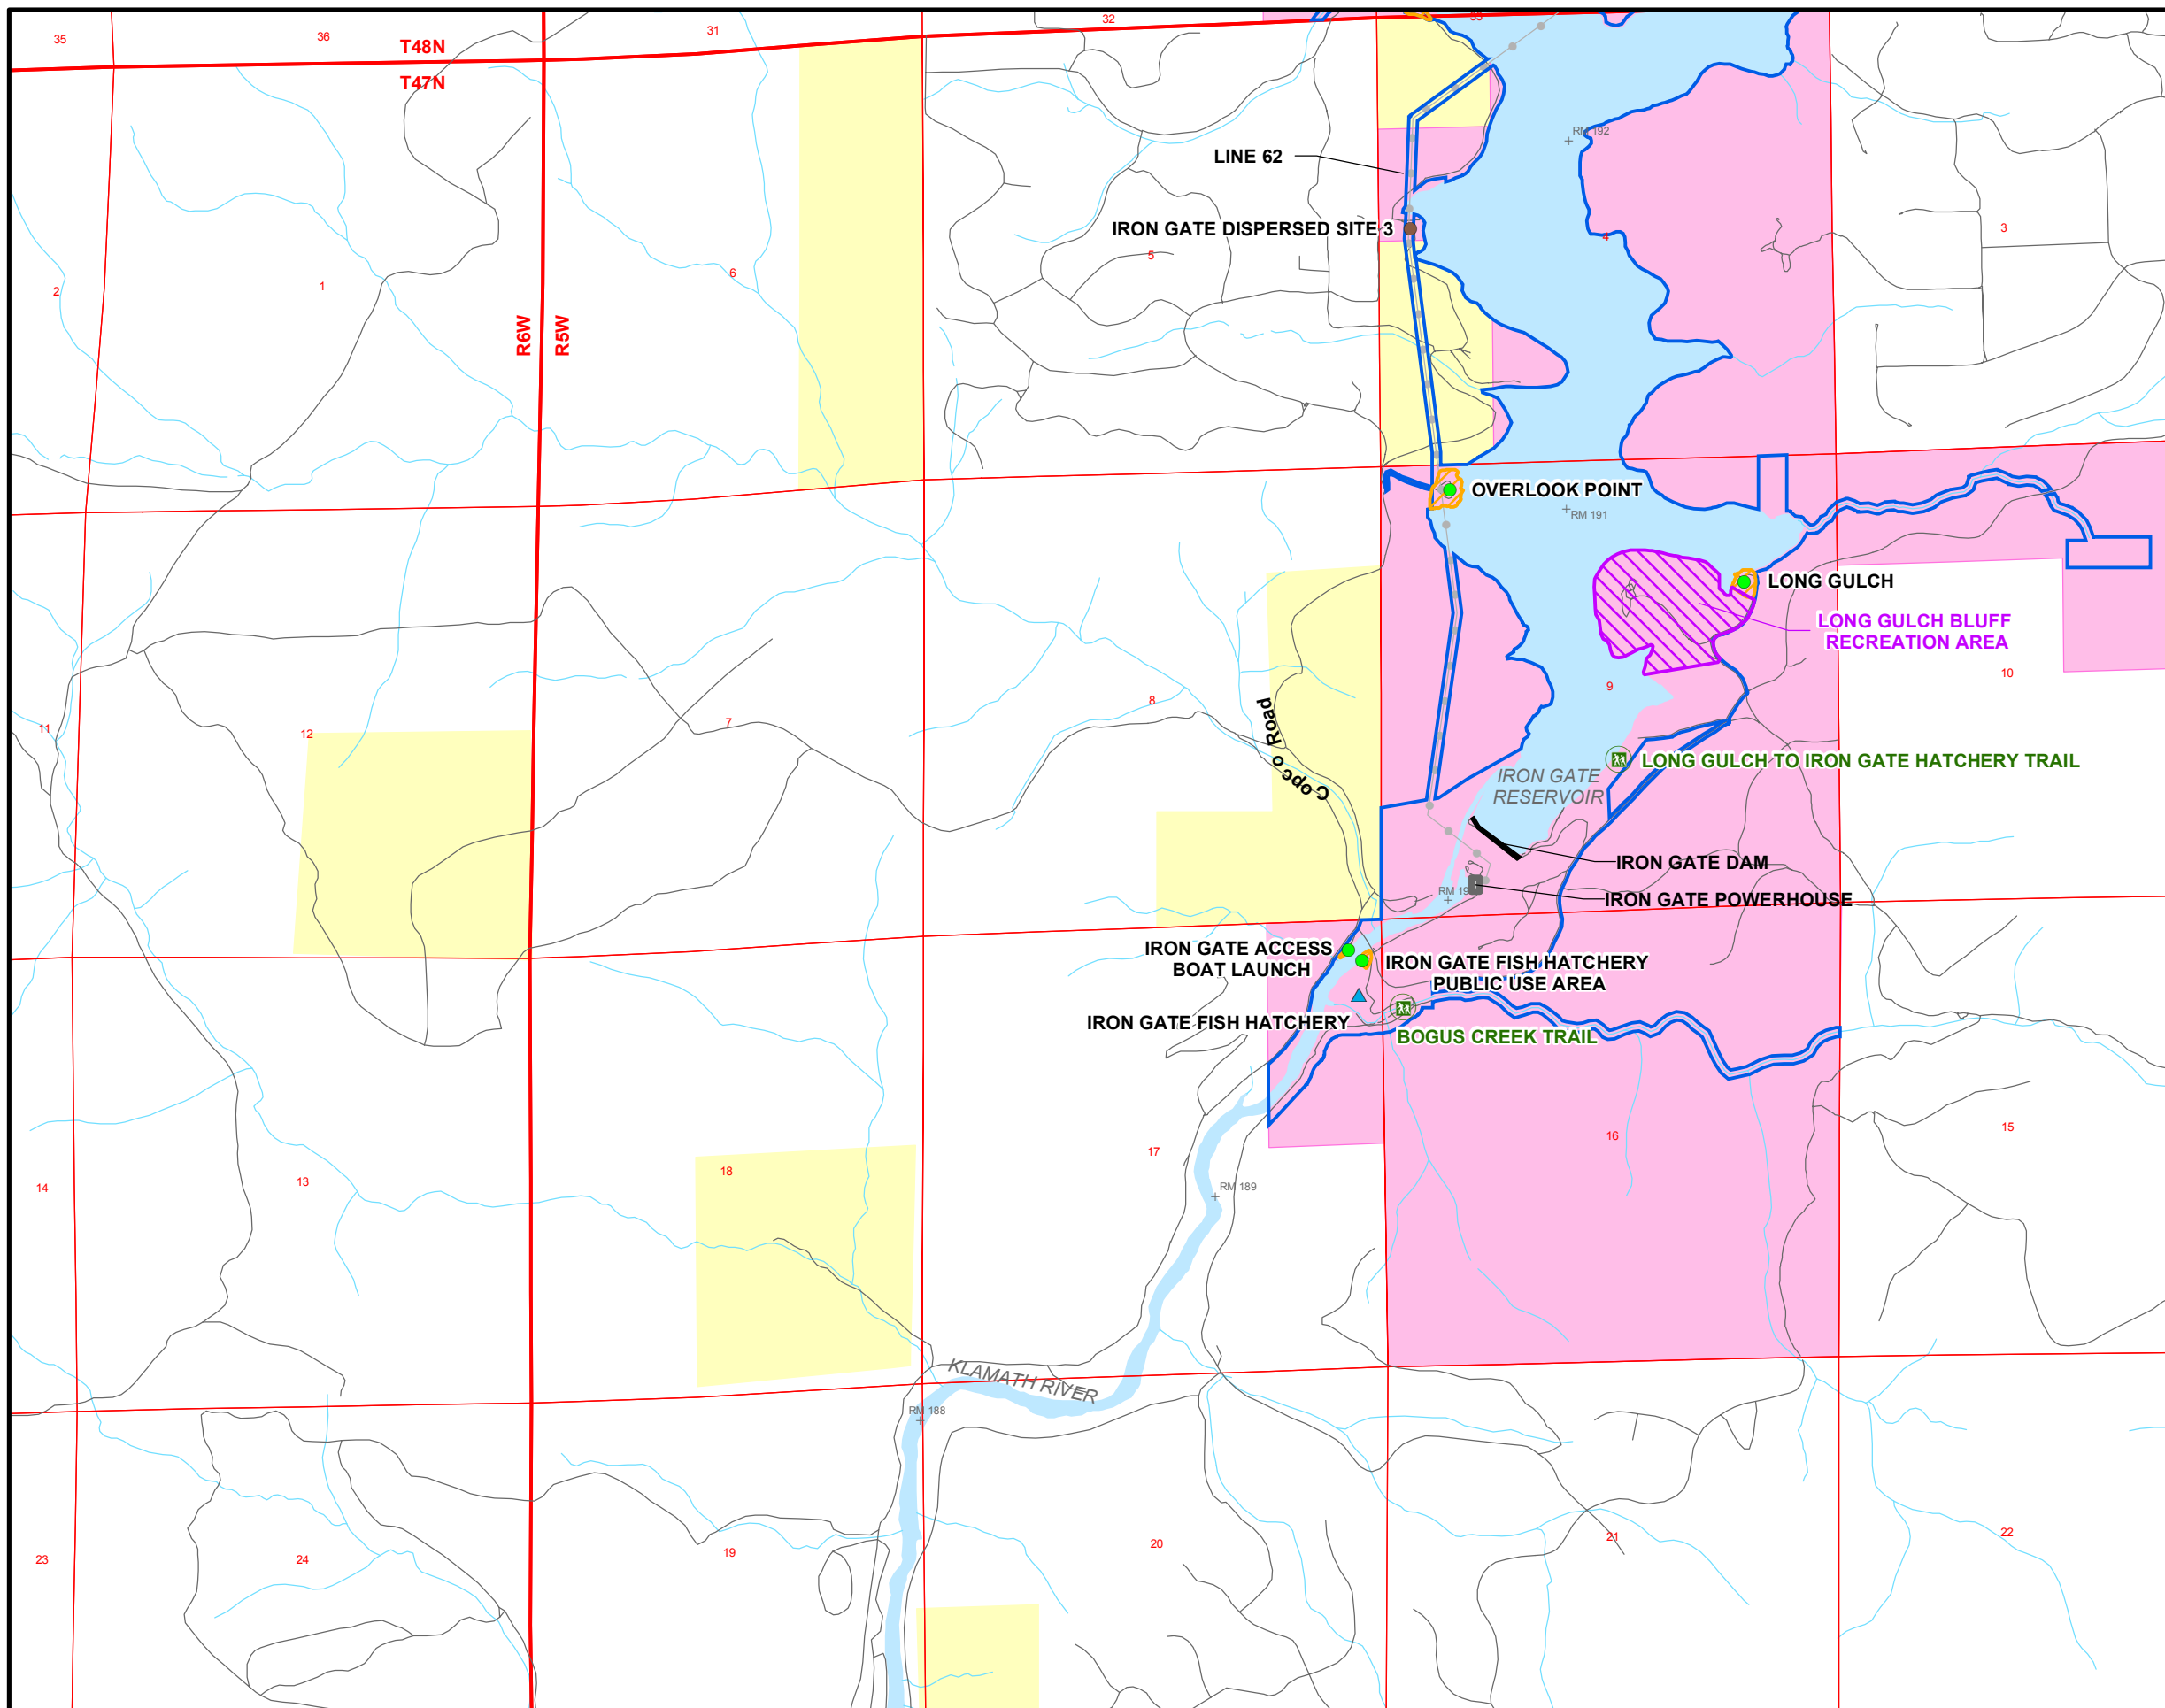 35
36
31
32
33
T48N
T47N
RM 192
LINE 62
IRON GATE DISPERSED SITE 3
2
1
6
5
4
3
R6W
R5W
OVERLOOK POINT
RM 191
LONG GULCH
LONG GULCH BLUFF
RECREATION AREA
11
12
7
8
9
10
Copco Road
LONG GULCH TO IRON GATE HATCHERY TRAIL
IRON GATE
RESERVOIR
IRON GATE DAM
RM
IRON GATE POWERHOUSE
IRON GATE ACCESS
BOAT LAUNCH
IRON GATE FISH HATCHERY
PUBLIC USE AREA
IRON GATE FISH HATCHERY
BOGUS CREEK TRAIL
14
13
18
17
16
15
RM 189
KLAMATH RIVER
RM 188
23
24
19
20
21
22